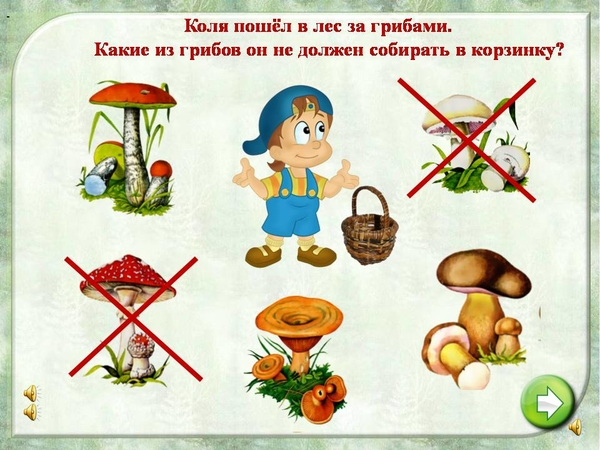 Коля пошёл в лес за грибами.
Какие из грибов он не должен собирать в корзинку?